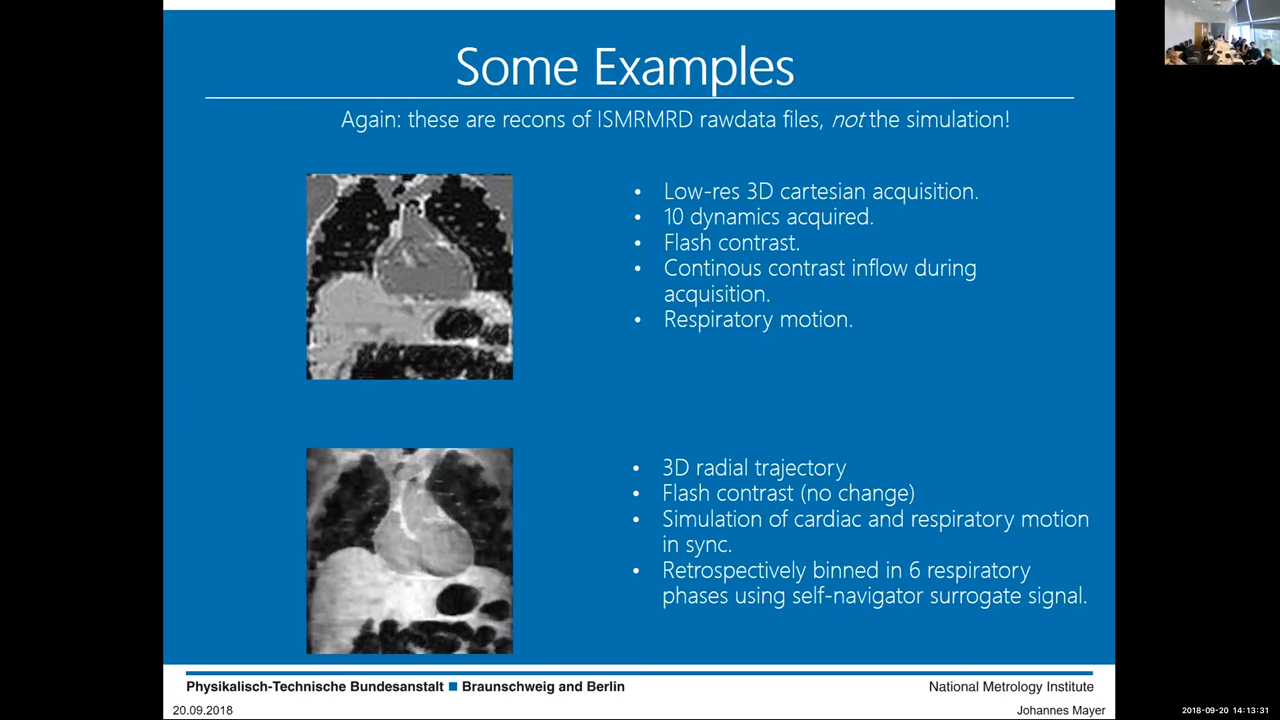 Some Examples
Again: these are recons of ISMRMRD rawdata files, not the simulation!
• Low-res 3D cartesian acquisition.
• 10 dynamics acquired.
• Flash contrast.
• Continous contrast inflow during
acquisition.
• Respiratory motion.
• 3D radial trajectory
• Flash contrast (no change)
• Simulation of cardiac and respiratory motion
in sync.
• Retrospectively binned in 6 respiratory
phases using self-navigator surrogate signal.
Physikalisch-Technische Bundesanstalt ■ Braunschweig and Berlin
National Metrology Institute
20.09.2018
Johannes Mayer
2018-09-20 14:13:31